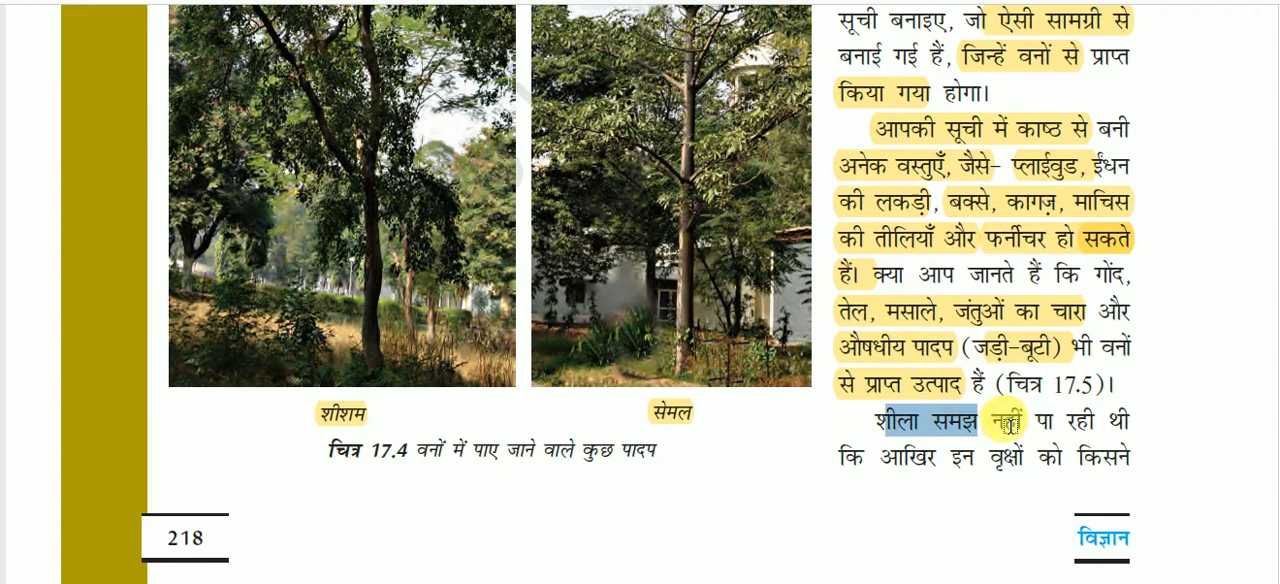 सूची बनाइए, जो ऐसी सामग्री से
बनाई गई हैं, जिन्हें वनों से प्राप्त
किया गया होगा।
आपकी सूची में काष्ठ से बनी
अनेक वस्तुएँ, जैसे– प्लाईवुड, ईंधन
की लकड़ी, बक्से, कागज़, माचिस
की तीलियाँ और फर्नीचर हो सकते
हैं। क्या आप जानते हैं कि गोंद,
तेल, मसाले, जंतुओं का चारा और
औषधीय पादप (जड़ी-बूटी) भी वनों
से प्राप्त उत्पाद हैं (चित्र 17.5)।
शीला समझ नहीं पा रही थी
कि आखिर इन वृक्षों को किसने
शीशम
सेमल
चित्र 17.4 वनों में पाए जाने वाले कुछ पादप
218
विज्ञान